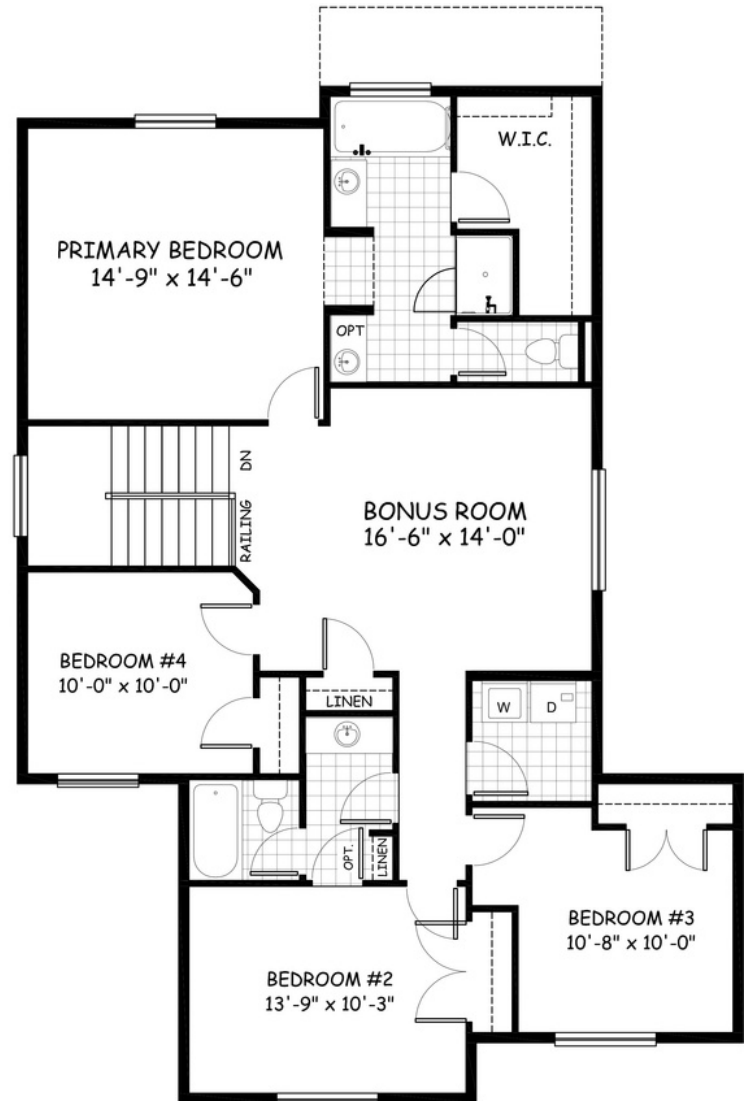 W.I.C.
PRIMARY BEDROOM
14'-9" x 14'-6"
OPT
DN
RAILING
BONUS ROOM
16'-6" x 14'-0"
BEDROOM #4
10'-0" x 10'-0"
LINEN
W
D
OPT.
LINEN
BEDROOM #3
10'-8" x 10'-0"
BEDROOM #2
13'-9" x 10'-3"